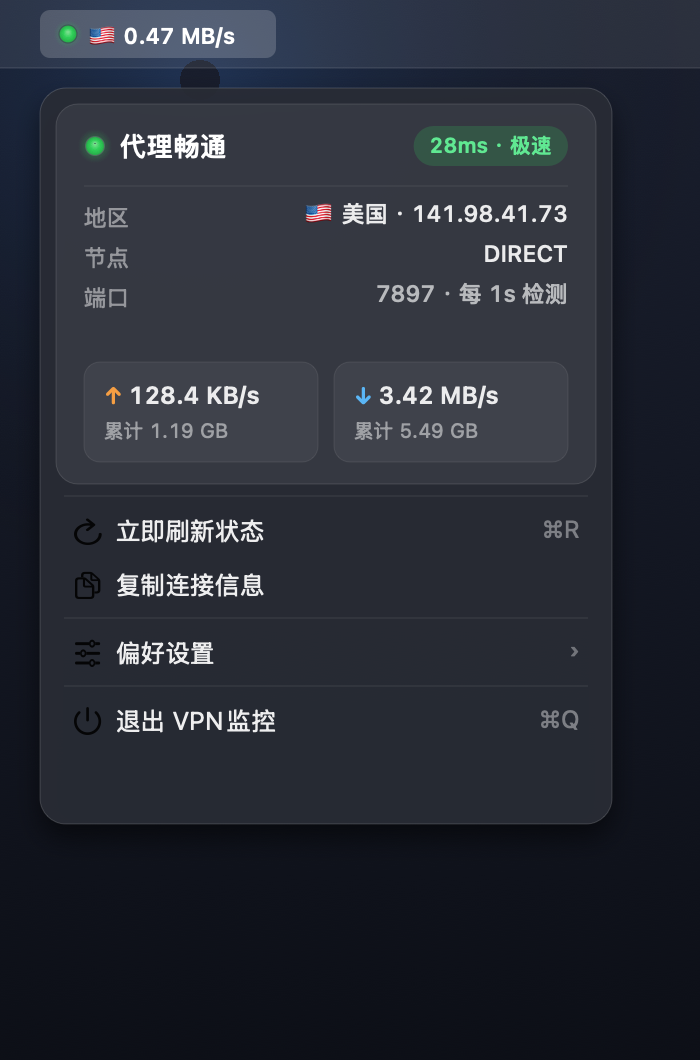 🇺🇸 0.47 MB/s
代理畅通 28ms · 极速
地区 🇺🇸 美国 · 141.98.41.73
节点 DIRECT
端口 7897 · 每 1s 检测
↑ 128.4 KB/s ↓ 3.42 MB/s
累计 1.19 GB 累计 5.49 GB
立即刷新状态 ⌘R
复制连接信息
偏好设置 ›
退出 VPN 监控 ⌘Q